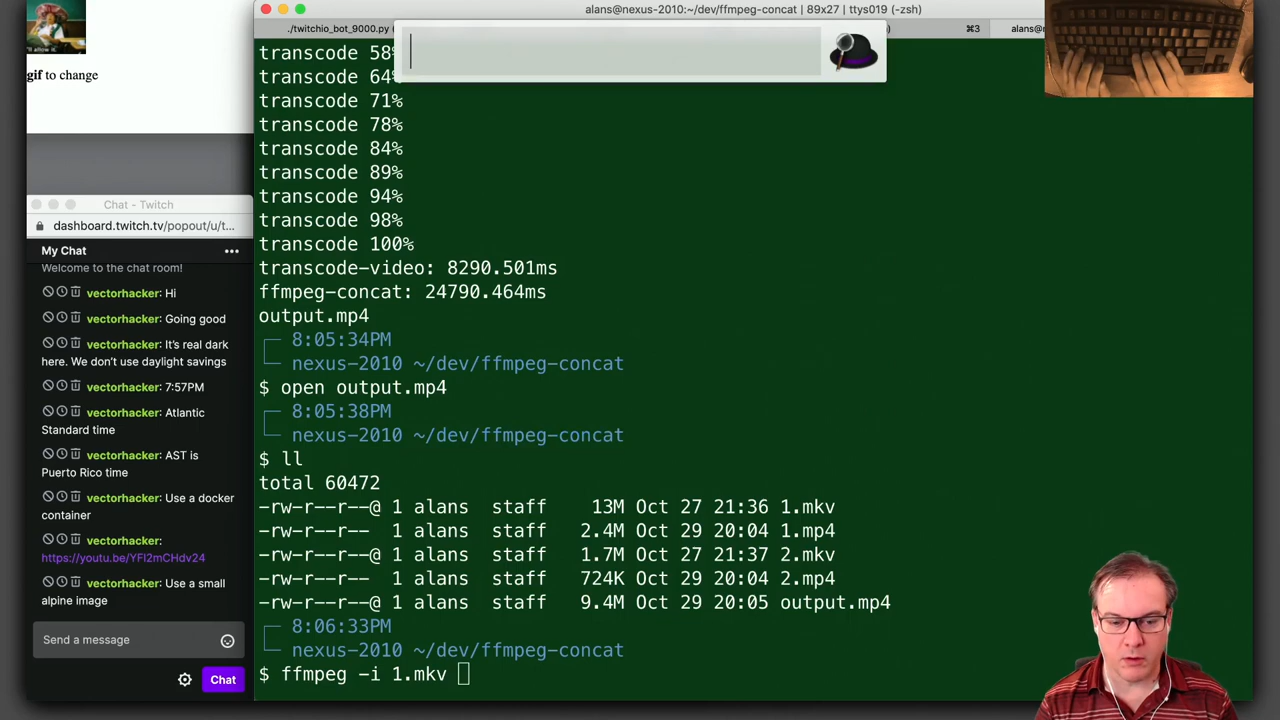 'll allow it.
gif to change
Chat - Twitch
dashboard.twitch.tv/popout/u/t...
My Chat
Welcome to the chat room!
vectorhacker: Hi
vectorhacker: Going good
vectorhacker: It’s real dark
here. We don’t use daylight
savings
vectorhacker: 7:57PM
vectorhacker: Atlantic
Standard time
vectorhacker: AST is
Puerto Rico time
vectorhacker: Use a docker
container
vectorhacker:
https://youtu.be/YFl2mCHdv24
vectorhacker: Use a small
alpine image
Send a message
Chat
alans@nexus-2010:~/dev/ffmpeg-concat | 89x27 | ttys019 (-zsh)
./twitchio_bot_9000.py
⌘3
alans@
transcode 58%
transcode 64%
transcode 71%
transcode 78%
transcode 84%
transcode 89%
transcode 94%
transcode 98%
transcode 100%
transcode-video: 8290.501ms
ffmpeg-concat: 24790.464ms
output.mp4
8:05:34PM
nexus-2010 ~/dev/ffmpeg-concat
$ open output.mp4
8:05:38PM
nexus-2010 ~/dev/ffmpeg-concat
$ ll
total 60472
-rw-r--r--@ 1 alans staff 13M Oct 27 21:36 1.mkv
-rw-r--r-- 1 alans staff 2.4M Oct 29 20:04 1.mp4
-rw-r--r--@ 1 alans staff 1.7M Oct 27 21:37 2.mkv
-rw-r--r-- 1 alans staff 724K Oct 29 20:04 2.mp4
-rw-r--r--@ 1 alans staff 9.4M Oct 29 20:05 output.mp4
8:06:33PM
nexus-2010 ~/dev/ffmpeg-concat
$ ffmpeg -i 1.mkv